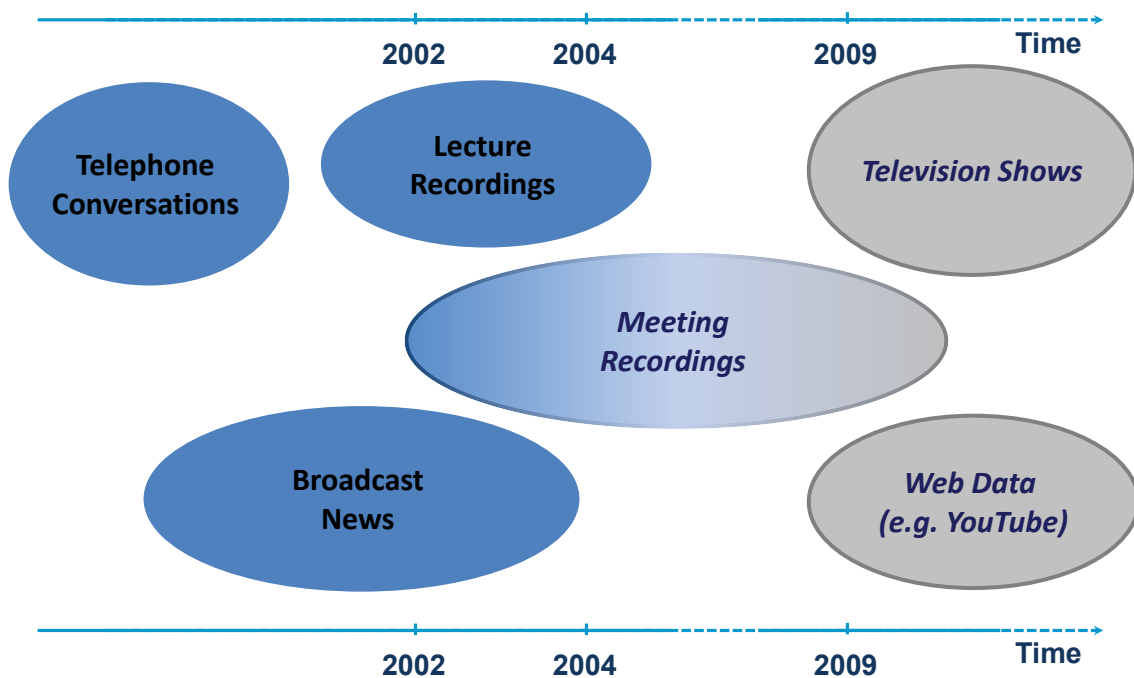 2002 2004 2009 Time
Telephone
Conversations
Lecture
Recordings
Television Shows
Meeting
Recordings
Broadcast
News
Web Data
(e.g. YouTube)
2002 2004 2009 Time